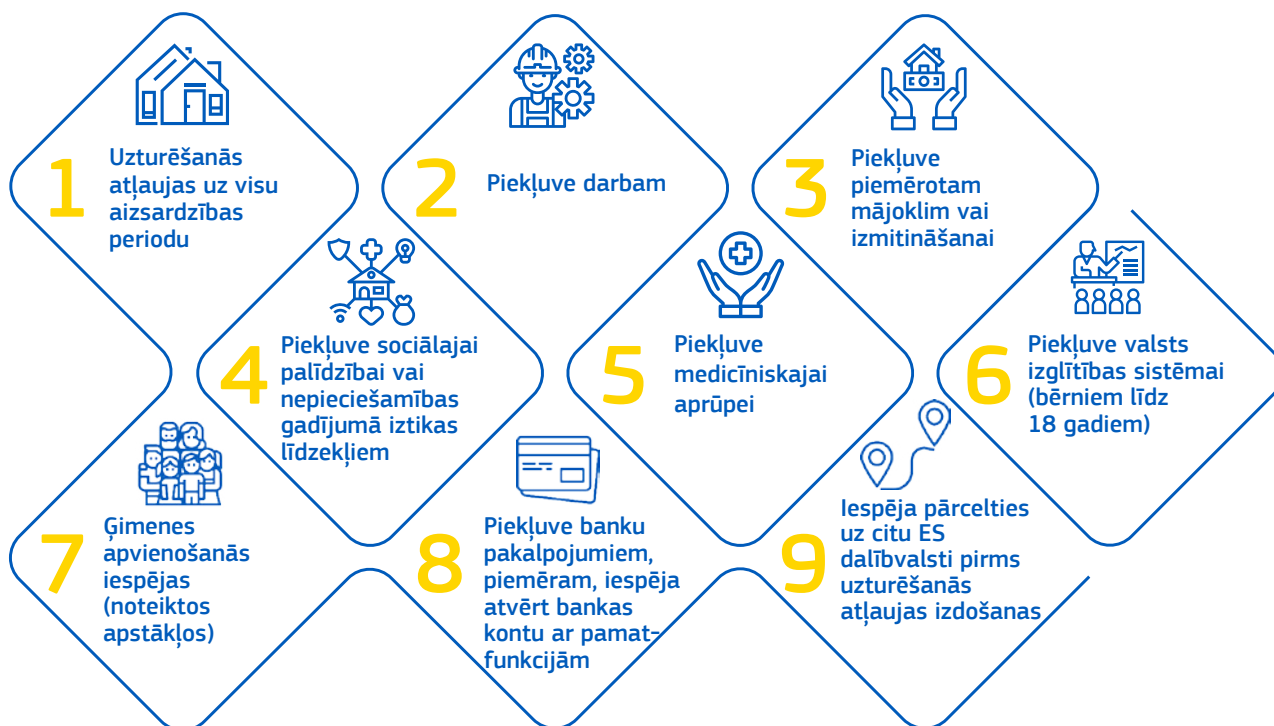 1
Uzturēšanās
atļaujas uz visu
aizsardzības
periodu
2
Piekļuve darbam
3
Piekļuve
piemērotam
mājoklim vai
izmitināšanai
4
Piekļuve sociālajai
palīdzībai vai
nepieciešamības
gadījumā iztikas
līdzekļiem
5
Piekļuve
medicīniskajai
aprūpei
6
Piekļuve valsts
izglītības sistēmai
(bērniem līdz
18 gadiem)
7
Ģimenes
apvienošanās
iespējas
(noteiktos
apstākļos)
8
Piekļuve banku
pakalpojumiem,
piemēram, iespēja
atvērt bankas
kontu ar pamat-
funkcijām
9
Iespēja pārcelties
uz citu ES
dalībvalsti pirms
uzturēšanās
atļaujas izdošanas